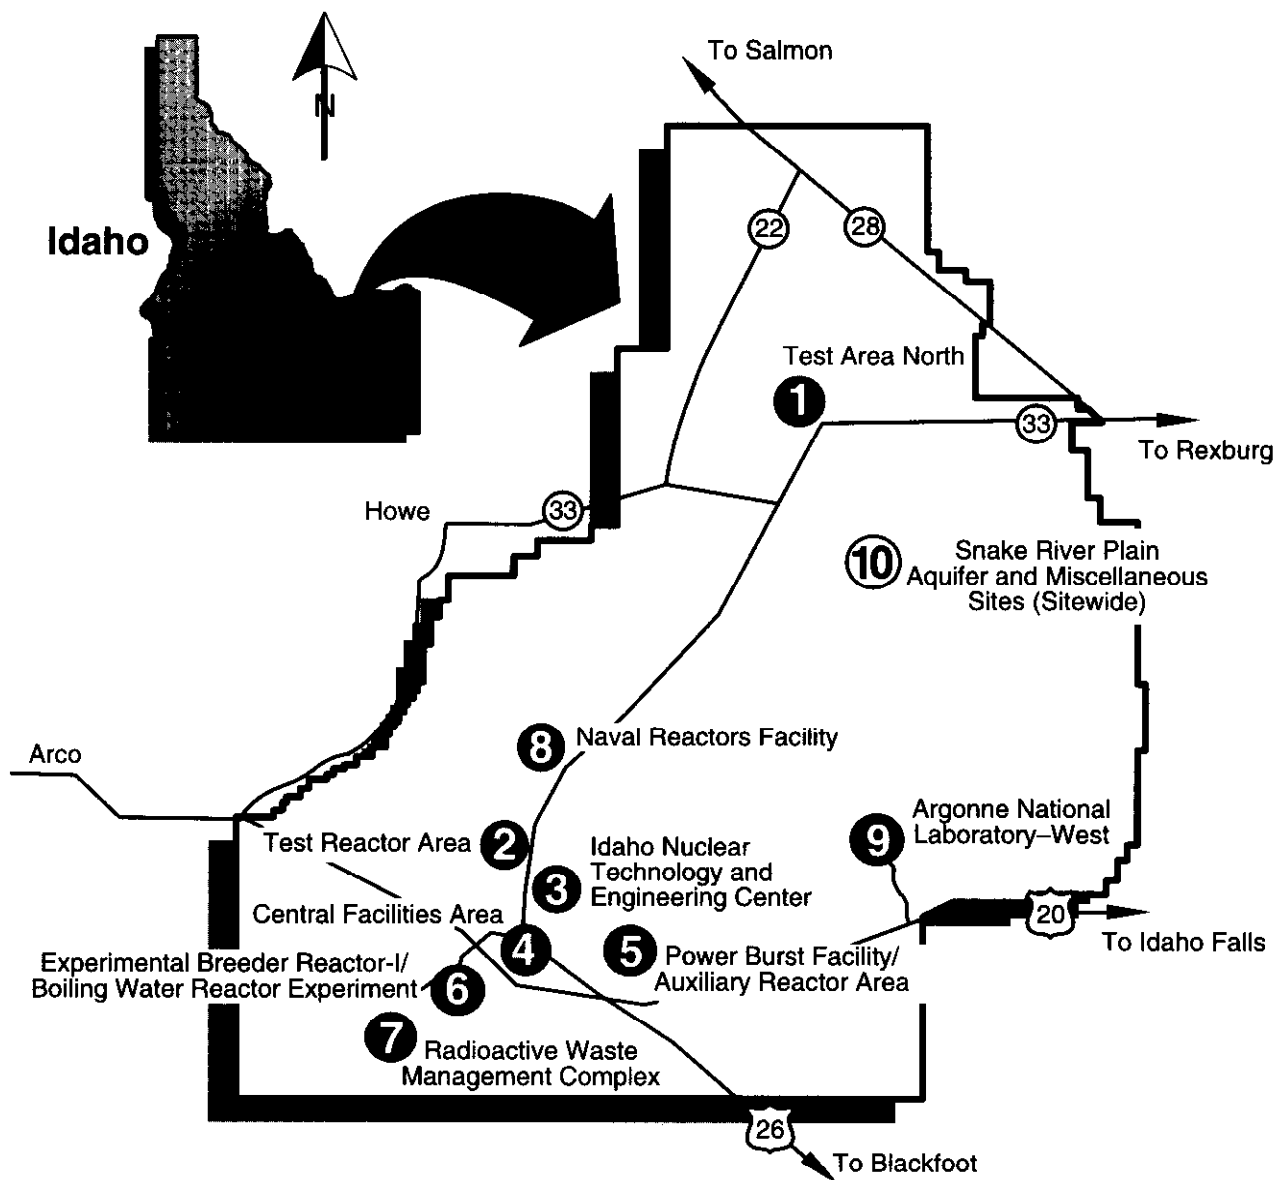 To Salmon
N
Idaho
22
28
Test Area North
1
33
To Rexburg
Howe
33
10
Snake River Plain
Aquifer and Miscellaneous
Sites (Sitewide)
8
Naval Reactors Facility
Arco
Argonne National
Laboratory–West
9
Test Reactor Area
2
Idaho Nuclear
Technology and
Engineering Center
3
Central Facilities Area
4
20
To Idaho Falls
5
Power Burst Facility/
Auxiliary Reactor Area
Experimental Breeder Reactor-I/
Boiling Water Reactor Experiment
6
7
Radioactive Waste
Management Complex
26
To Blackfoot